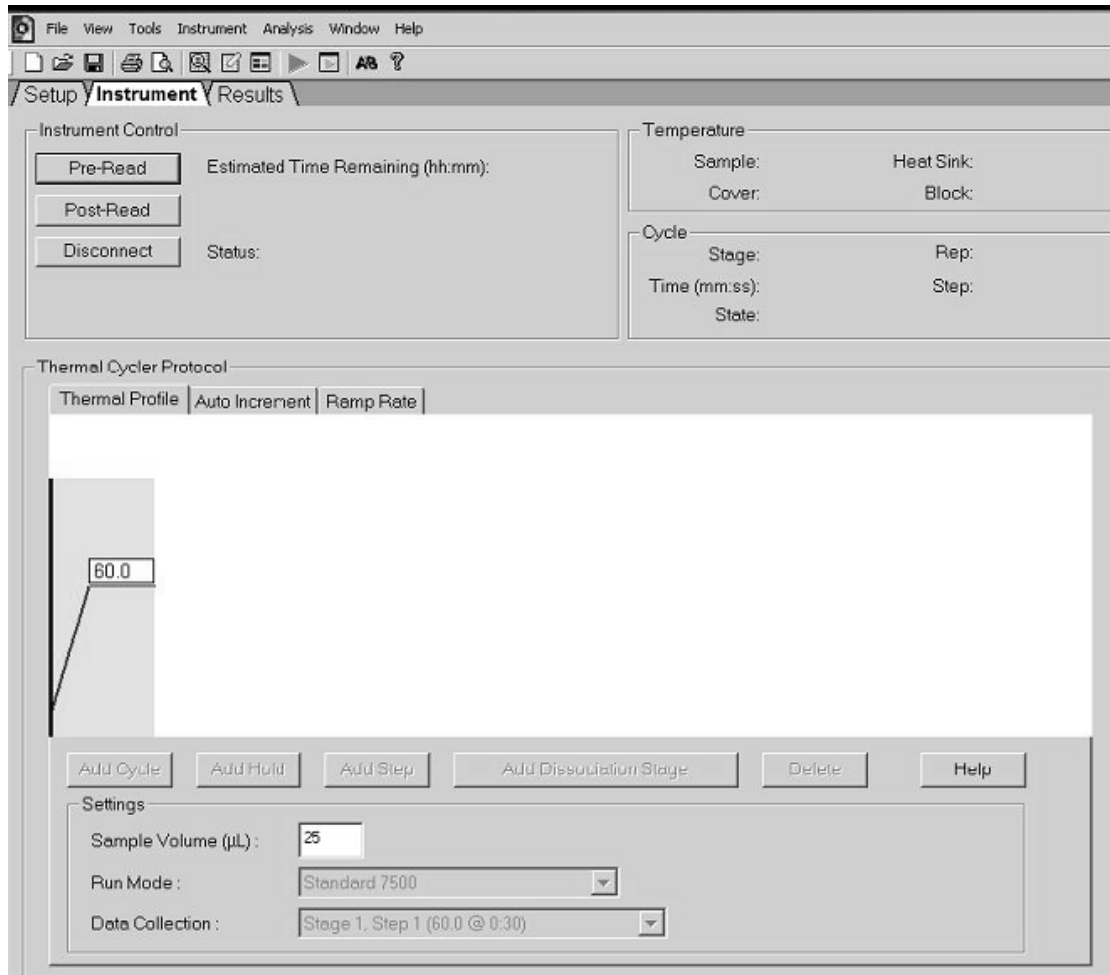 File View Tools Instrument Analysis Window Help
AB ?
Setup Instrument Results
Instrument Control
Pre-Read
Estimated Time Remaining (hh:mm):
Post-Read
Disconnect
Status:
Temperature
Sample: Heat Sink:
Cover: Block:
Cycle
Stage: Rep:
Time (mm:ss): Step:
State:
Thermal Cycler Protocol
Thermal Profile Auto Increment Ramp Rate
60.0
Add Cycle Add Hold Add Step Add Dissociation Stage Delete Help
Settings
Sample Volume (µL) : 25
Run Mode : Standard 7500
Data Collection : Stage 1, Step 1 (60.0 @ 0:30)